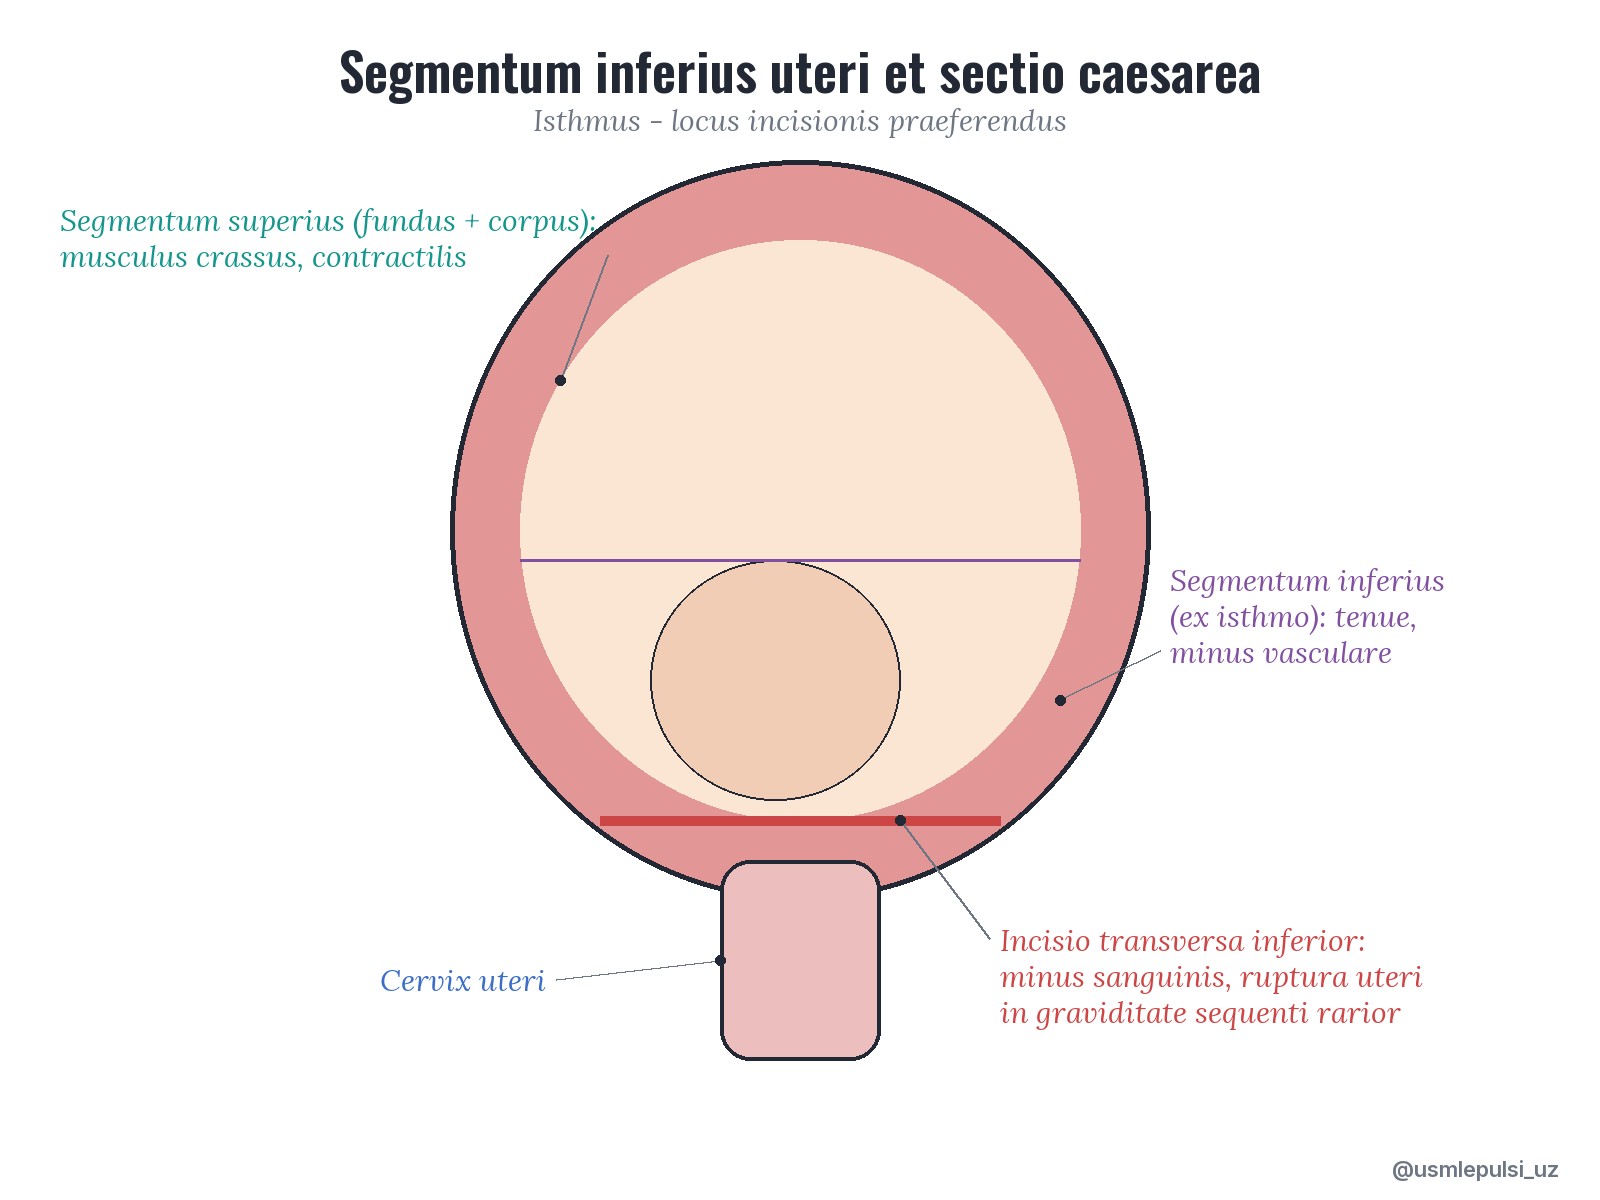 Segmentum inferius uteri et sectio caesarea
Isthmus - locus incisionis praeferendus
Segmentum superius (fundus + corpus):
musculus crassus, contractilis
Segmentum inferius
(ex isthmo): tenue,
minus vasculare
Incisio transversa inferior:
minus sanguinis, ruptura uteri
in graviditate sequenti rarior
Cervix uteri
@usmlepulsi_uz